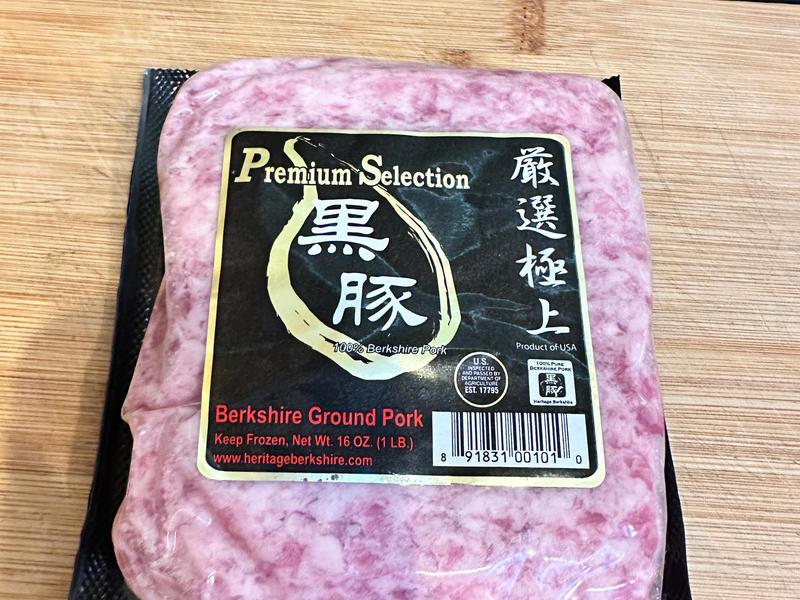 Premium Selection
黒
豚
100% Berkshire Pork
厳選極上
Product of USA
U.S.
INSPECTED
AND PASSED BY
DEPARTMENT OF
AGRICULTURE
EST. 17795
100% PURE
BERKSHIRE PORK
黒
豚
Heritage Berkshire
Berkshire Ground Pork
Keep Frozen, Net Wt. 16 OZ. (1 LB.)
www.heritageberkshire.com
8 91831 00101 0